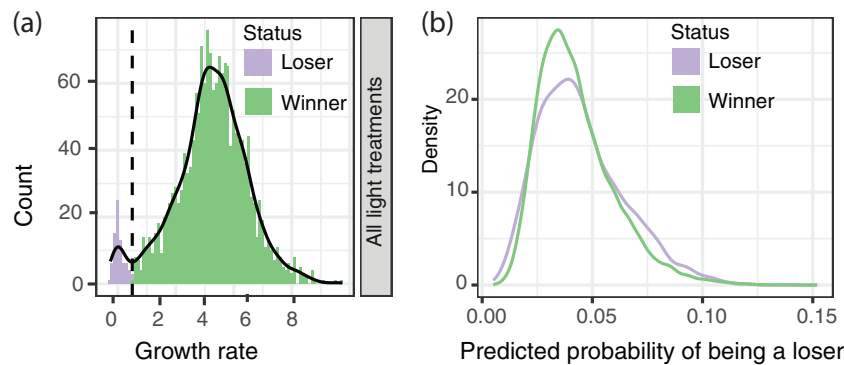 (a)
Status
Loser
Winner
60
40
20
0
Count
0 2 4 6 8
Growth rate
All light treatments
(b)
Status
Loser
Winner
20
10
0
Density
0.00 0.05 0.10 0.15
Predicted probability of being a loser